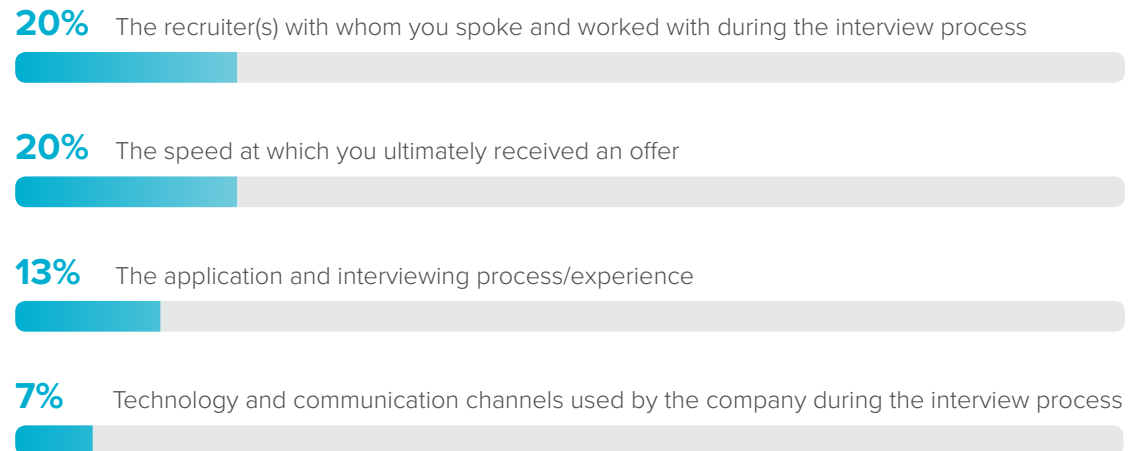 20% The recruiter(s) with whom you spoke and worked with during the interview process
20% The speed at which you ultimately received an offer
13% The application and interviewing process/experience
7% Technology and communication channels used by the company during the interview process